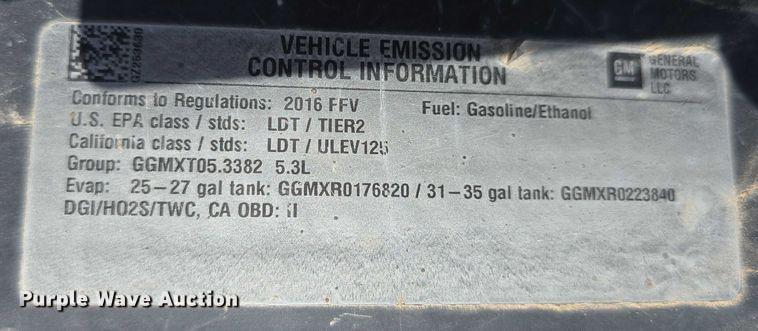 VEHICLE EMISSION
CONTROL INFORMATION
GM
GENERAL
MOTORS
LLC
Conforms to Regulations: 2016 FFV
Fuel: Gasoline/Ethanol
U.S. EPA class / stds: LDT / TIER2
California class / stds: LDT / ULEV125
Group: GGMXT05.3382 5.3L
Evap: 25-27 gal tank: GGMXR0176820 / 31-35 gal tank: GGMXR0223840
DGI/HO2S/TWC, CA OBD: II
Purple Wave Auction